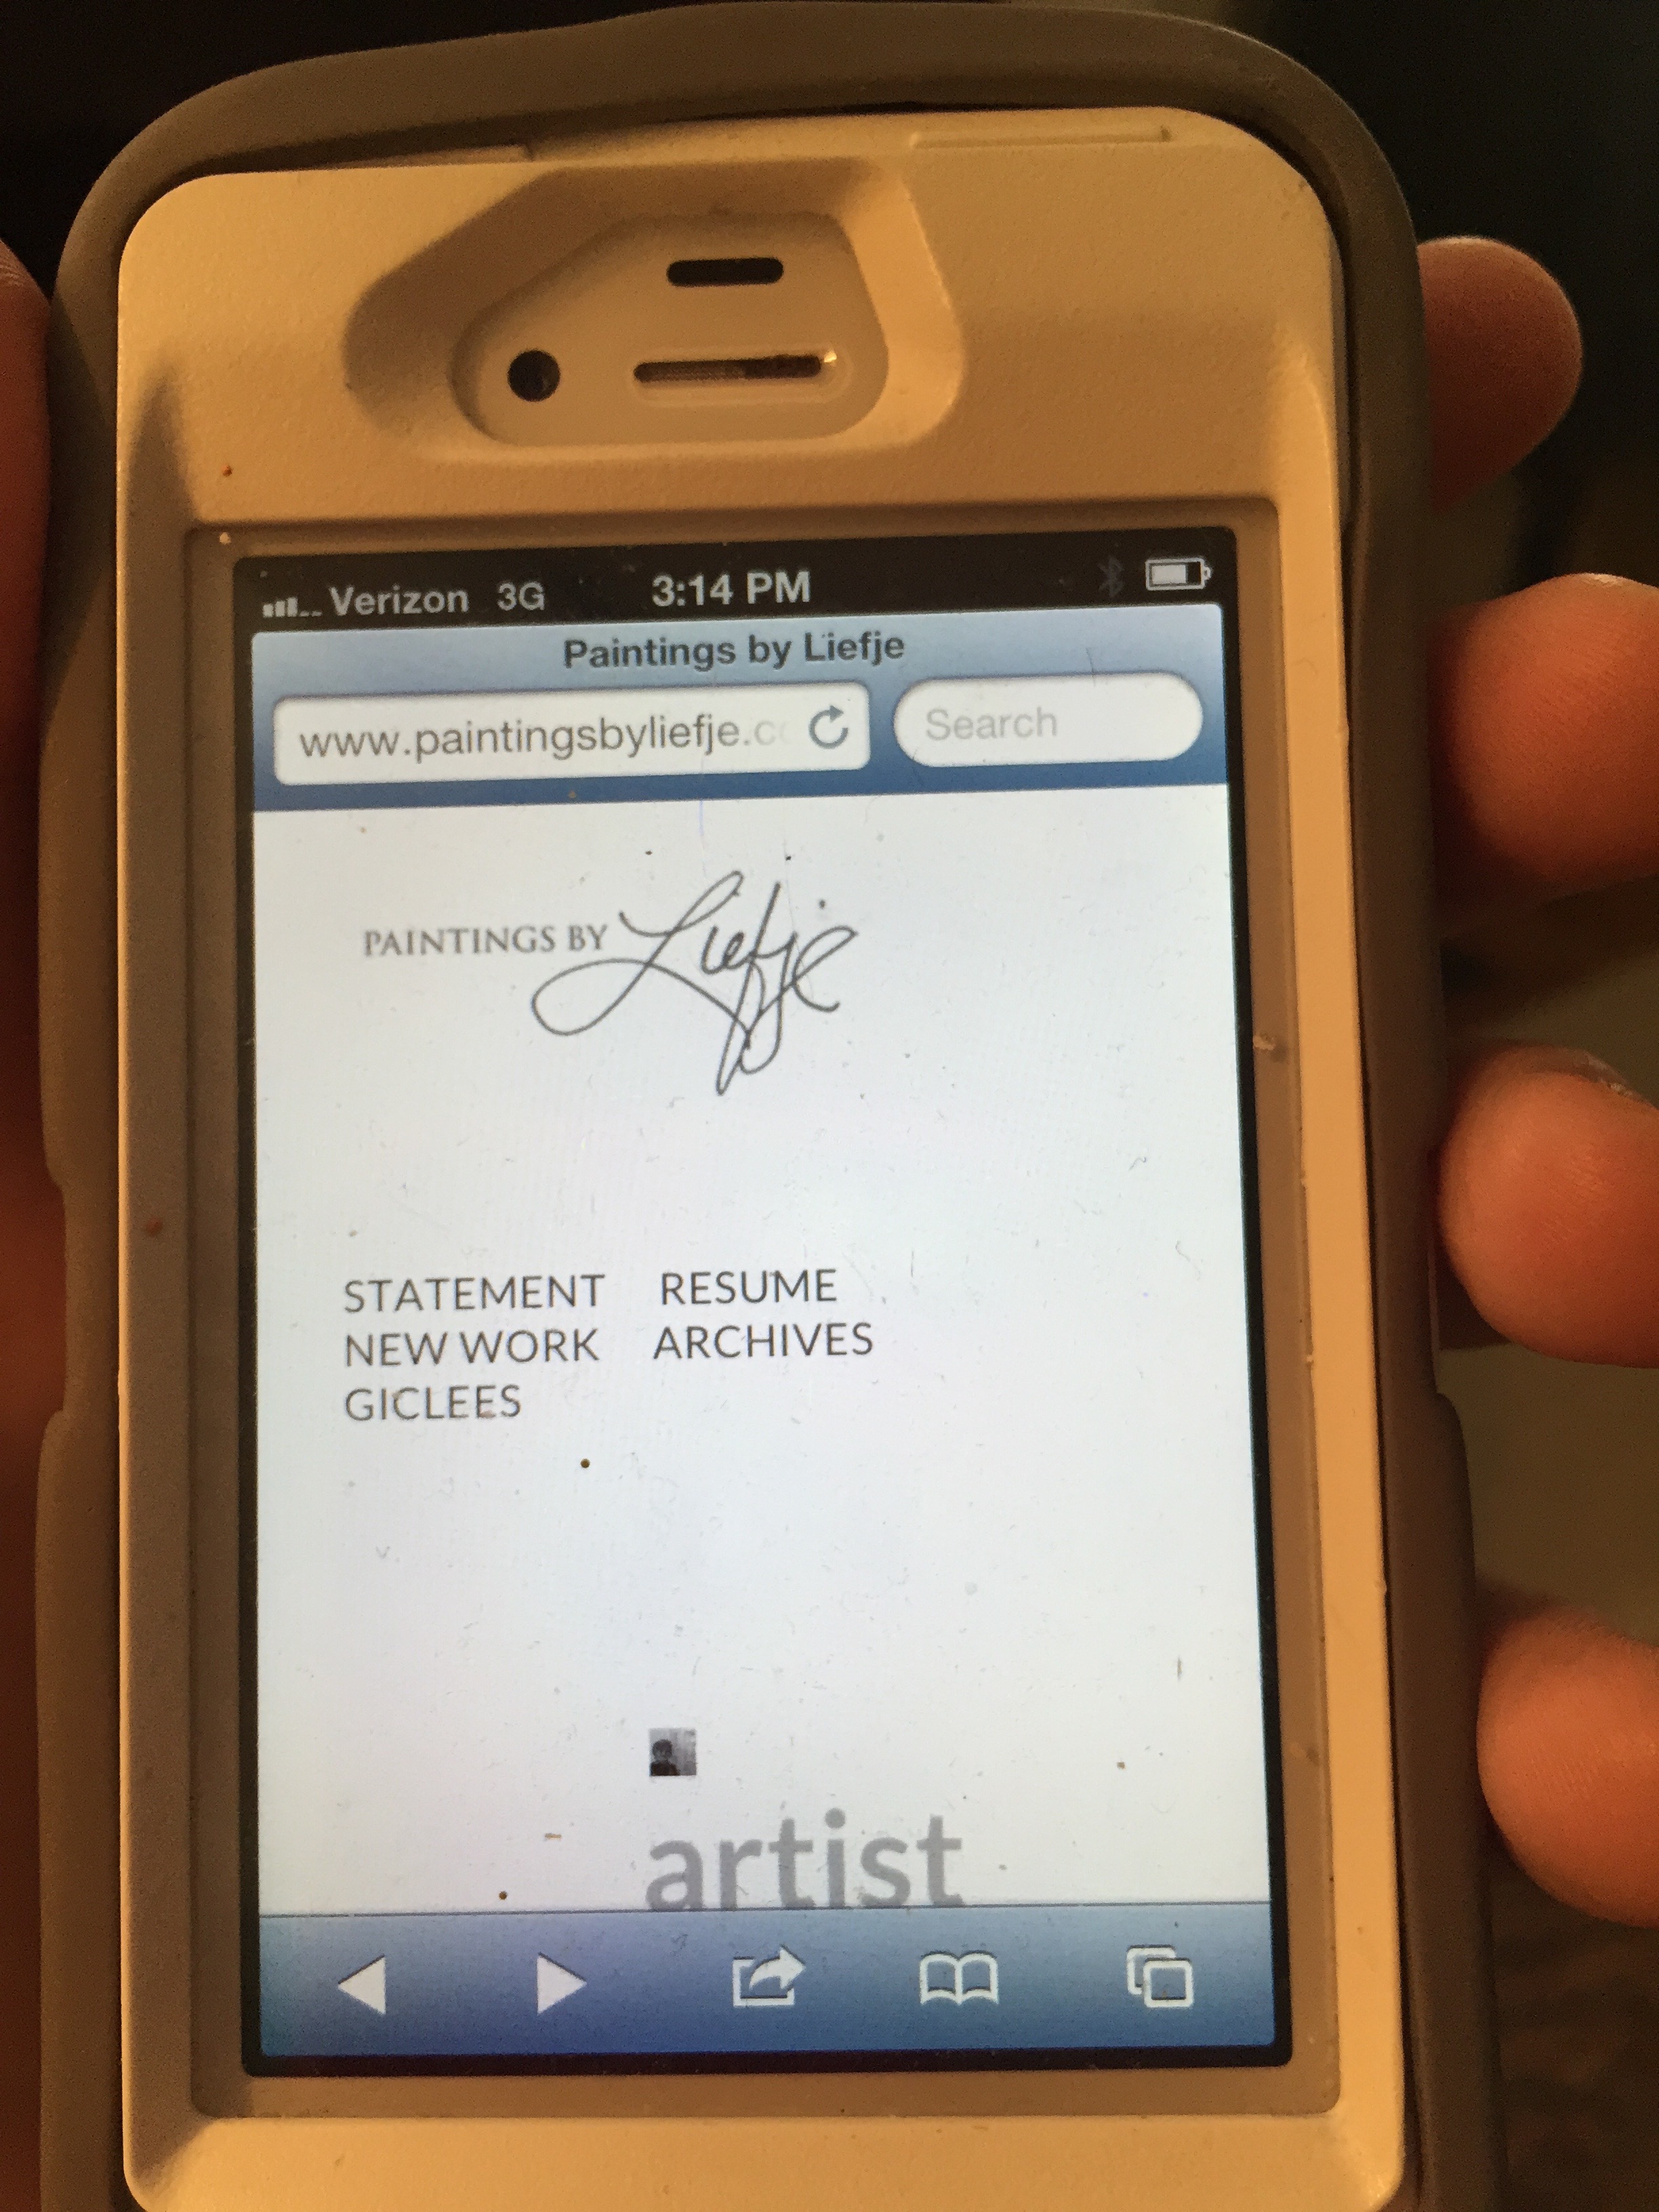 Verizon 3G 3:14 PM
Paintings by Liefje
www.paintingsbyliefje.c Search
PAINTINGS BY Liefje
STATEMENT RESUME
NEW WORK ARCHIVES
GICLEES
artist